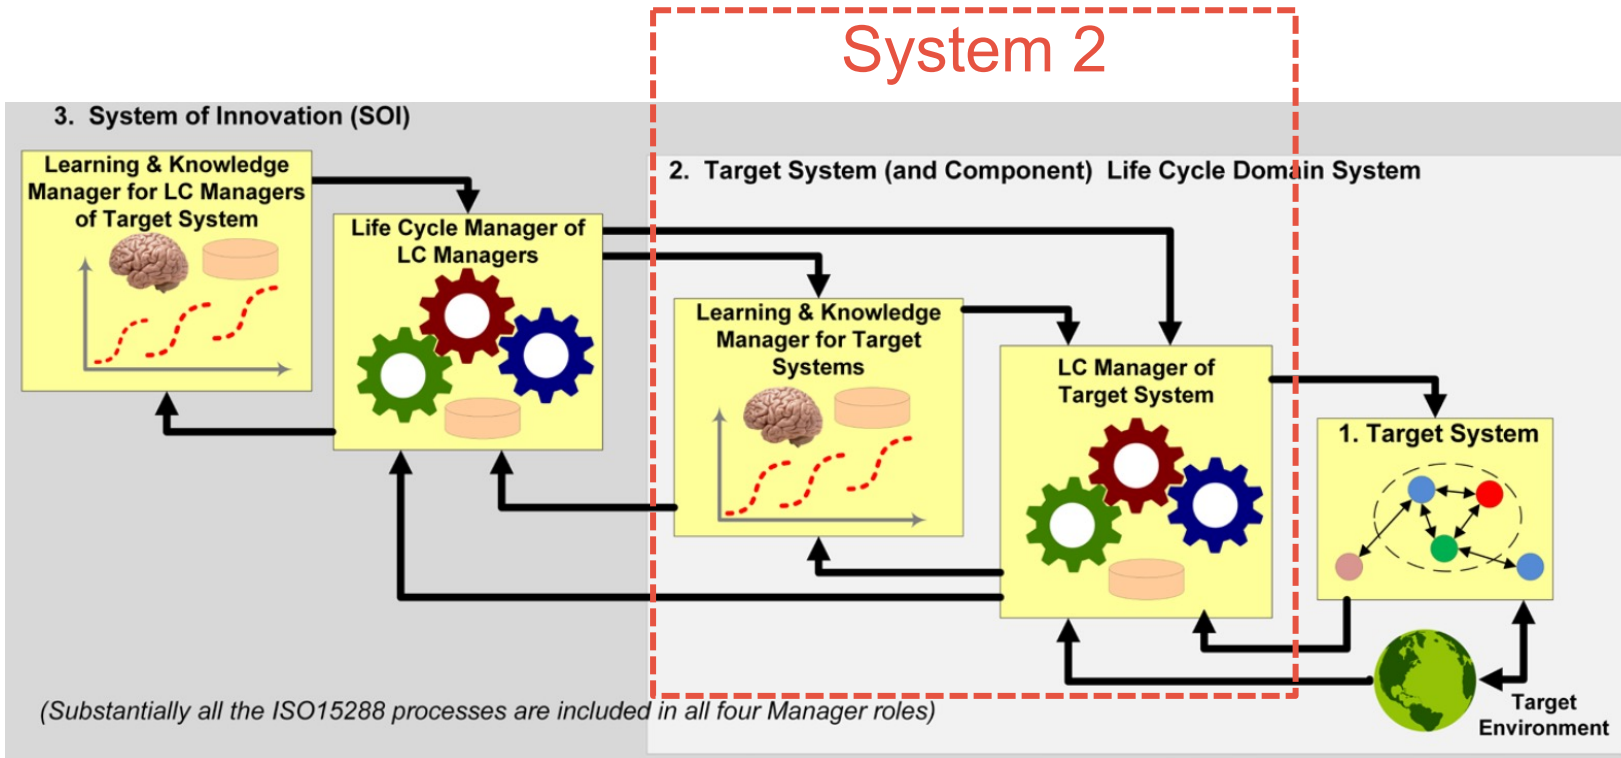 System 2
3. System of Innovation (SOI)
Learning & Knowledge
Manager for LC Managers
of Target System
Life Cycle Manager of
LC Managers
2. Target System (and Component) Life Cycle Domain System
Learning & Knowledge
Manager for Target
Systems
LC Manager of
Target System
1. Target System
Target
Environment
(Substantially all the ISO15288 processes are included in all four Manager roles)